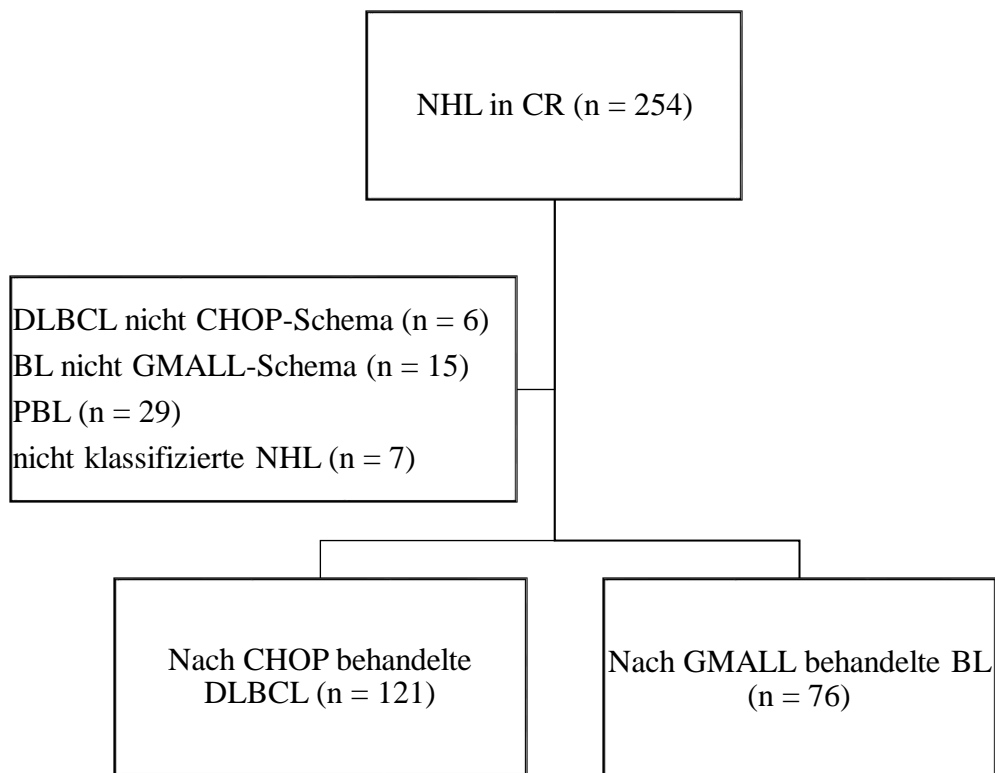 NHL in CR (n = 254)
DLBCL nicht CHOP-Schema (n = 6)
BL nicht GMALL-Schema (n = 15)
PBL (n = 29)
nicht klassifizierte NHL (n = 7)
Nach CHOP behandelte
DLBCL (n = 121)
Nach GMALL behandelte BL
(n = 76)